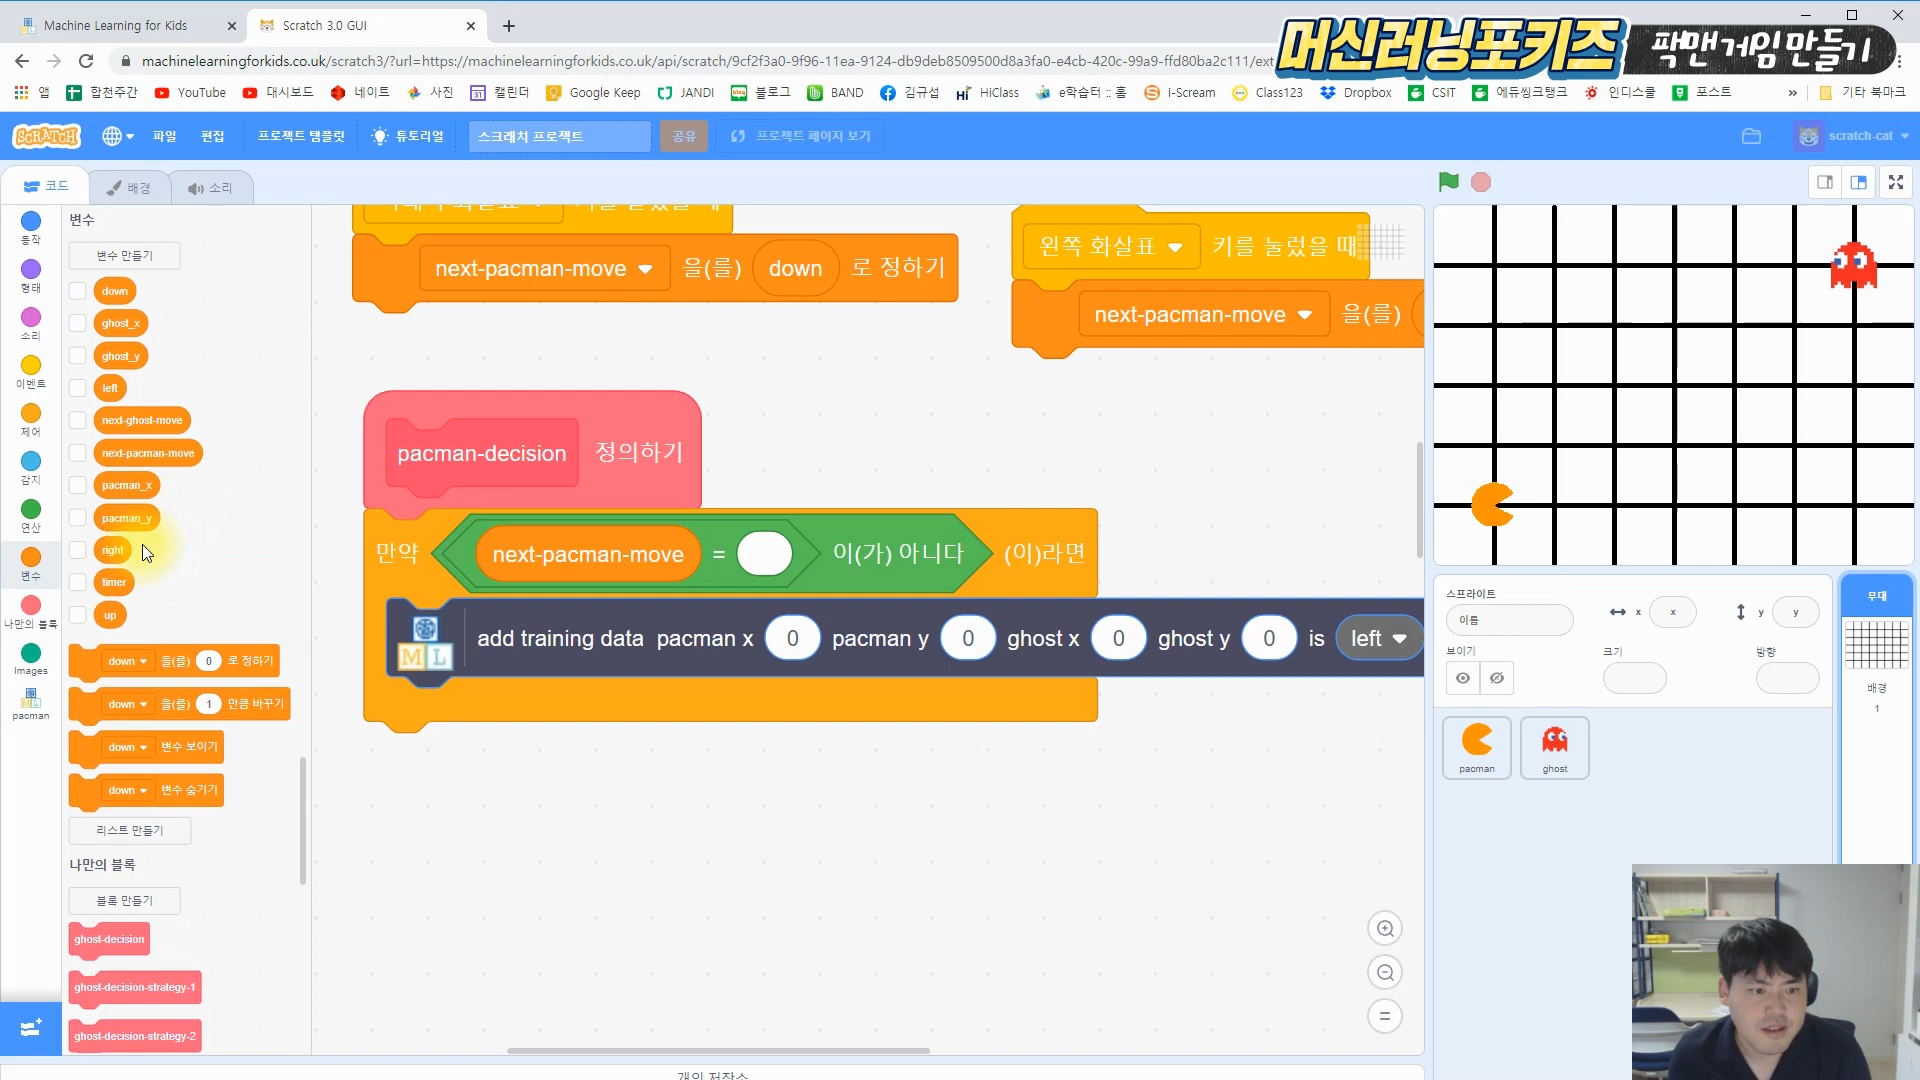 Machine Learning for Kids
Scratch 3.0 GUI
머신러닝포키즈
팩맨게임만들기
machinelearningforkids.co.uk/scratch3/?url=https://machinelearningforkids.co.uk/api/scratch/9cf2f3a0-9f96-11ea-9124-db9deb8509500d8a3fa0-e4cb-420c-99a9-ffd80ba2c111/ext
앱
합천주간
YouTube
대시보드
네이트
사진
캘린더
Google Keep
JANDI
블로그
BAND
김규섭
HiClass
e학습터 :: 홈
i-Scream
Class123
Dropbox
CSIT
에듀씽크탱크
인디스쿨
포스트
»
기타 북마크
SCRATCH
파일
편집
프로젝트 템플릿
튜토리얼
스크래치 프로젝트
공유
프로젝트 페이지 보기
scratch-cat
코드
배경
소리
동작
형태
소리
이벤트
제어
감지
연산
변수
나만의 블록
Images
pacman
변수
변수 만들기
down
ghost_x
ghost_y
left
next-ghost-move
next-pacman-move
pacman_x
pacman_y
right
timer
up
down 을(를) 0 로 정하기
down 을(를) 1 만큼 바꾸기
down 변수 보이기
down 변수 숨기기
리스트 만들기
나만의 블록
블록 만들기
ghost-decision
ghost-decision-strategy-1
ghost-decision-strategy-2
next-pacman-move 을(를) down 로 정하기
왼쪽 화살표 키를 눌렀을 때
next-pacman-move 을(를)
pacman-decision 정의하기
만약 next-pacman-move = 이(가) 아니다 (이)라면
ML add training data pacman x 0 pacman y 0 ghost x 0 ghost y 0 is left
스프라이트
이름
x
x
y
y
보이기
크기
방향
pacman
ghost
무대
배경
1
개인 저장소